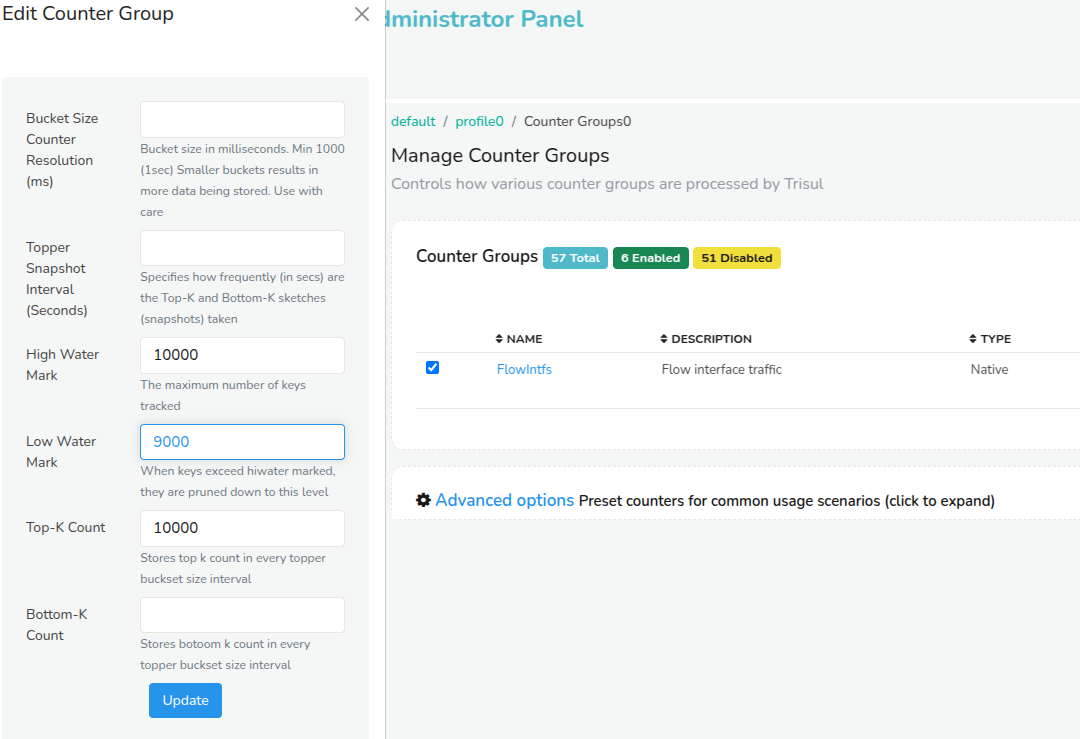 Edit Counter Group
Bucket Size
Counter
Resolution
(ms)
Bucket size in milliseconds. Min 1000
(1sec) Smaller buckets results in
more data being stored. Use with
care
Topper
Snapshot
Interval
(Seconds)
Specifies how frequently (in secs) are
the Top-K and Bottom-K sketches
(snapshots) taken
High Water
Mark
10000
The maximum number of keys
tracked
Low Water
Mark
9000
When keys exceed hiwater marked,
they are pruned down to this level
Top-K Count
10000
Stores top k count in every topper
buckset size interval
Bottom-K
Count
Stores botoom k count in every
topper buckset size interval
Update
dministrator Panel
default / profile0 / Counter Groups0
Manage Counter Groups
Controls how various counter groups are processed by Trisul
Counter Groups 57 Total 6 Enabled 51 Disabled
NAME DESCRIPTION TYPE
FlowIntfs Flow interface traffic Native
Advanced options Preset counters for common usage scenarios (click to expand)